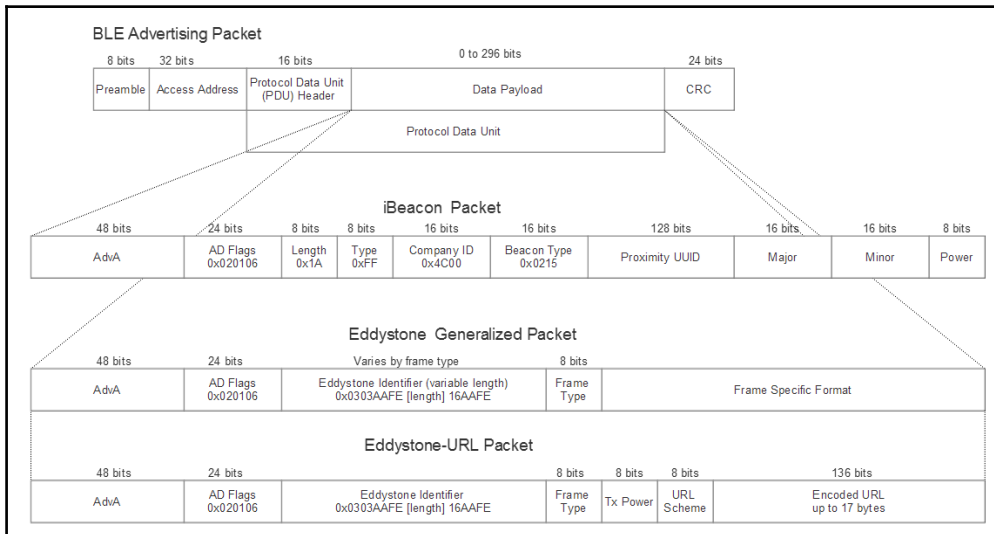 BLE Advertising Packet
8 bits 32 bits 16 bits 0 to 296 bits 24 bits
Preamble Access Address Protocol Data Unit (PDU) Header Data Payload CRC
Protocol Data Unit
iBeacon Packet
48 bits 24 bits 8 bits 8 bits 16 bits 16 bits 128 bits 16 bits 16 bits 8 bits
AdvA AD Flags Length Type Company ID Beacon Type Proximity UUID Major Minor Power
0x020106 0x1A 0xFF 0x4C00 0x0215
Eddystone Generalized Packet
48 bits 24 bits Varies by frame type 8 bits
AdvA AD Flags Eddystone Identifier (variable length) Frame Type Frame Specific Format
0x020106 0x0303AAFE [length] 16AAFE
Eddystone-URL Packet
48 bits 24 bits 8 bits 8 bits 8 bits 136 bits
AdvA AD Flags Eddystone Identifier Frame Type Tx Power URL Scheme Encoded URL
0x020106 0x0303AAFE [length] 16AAFE up to 17 bytes